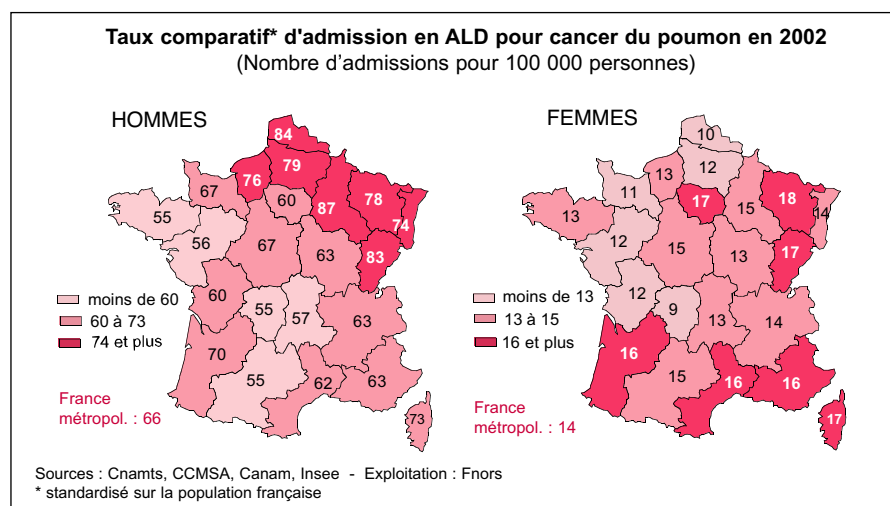 Taux comparatif* d'admission en ALD pour cancer du poumon en 2002
(Nombre d'admissions pour 100 000 personnes)
HOMMES
84
79
76
67
60
87
78
74
55
56
67
63
83
60
55
57
63
70
55
62
63
73
moins de 60
60 à 73
74 et plus
France
métropol. : 66
FEMMES
10
12
13
11
17
15
18
14
13
12
15
13
17
12
9
13
14
16
15
16
16
17
moins de 13
13 à 15
16 et plus
France
métropol. : 14
Sources : Cnamts, CCMSA, Canam, Insee - Exploitation : Fnors
* standardisé sur la population française